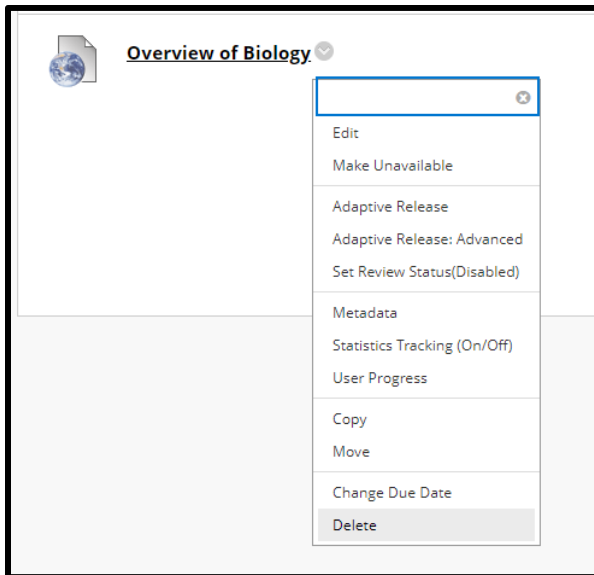 Overview of Biology
Edit
Make Unavailable
Adaptive Release
Adaptive Release: Advanced
Set Review Status(Disabled)
Metadata
Statistics Tracking (On/Off)
User Progress
Copy
Move
Change Due Date
Delete